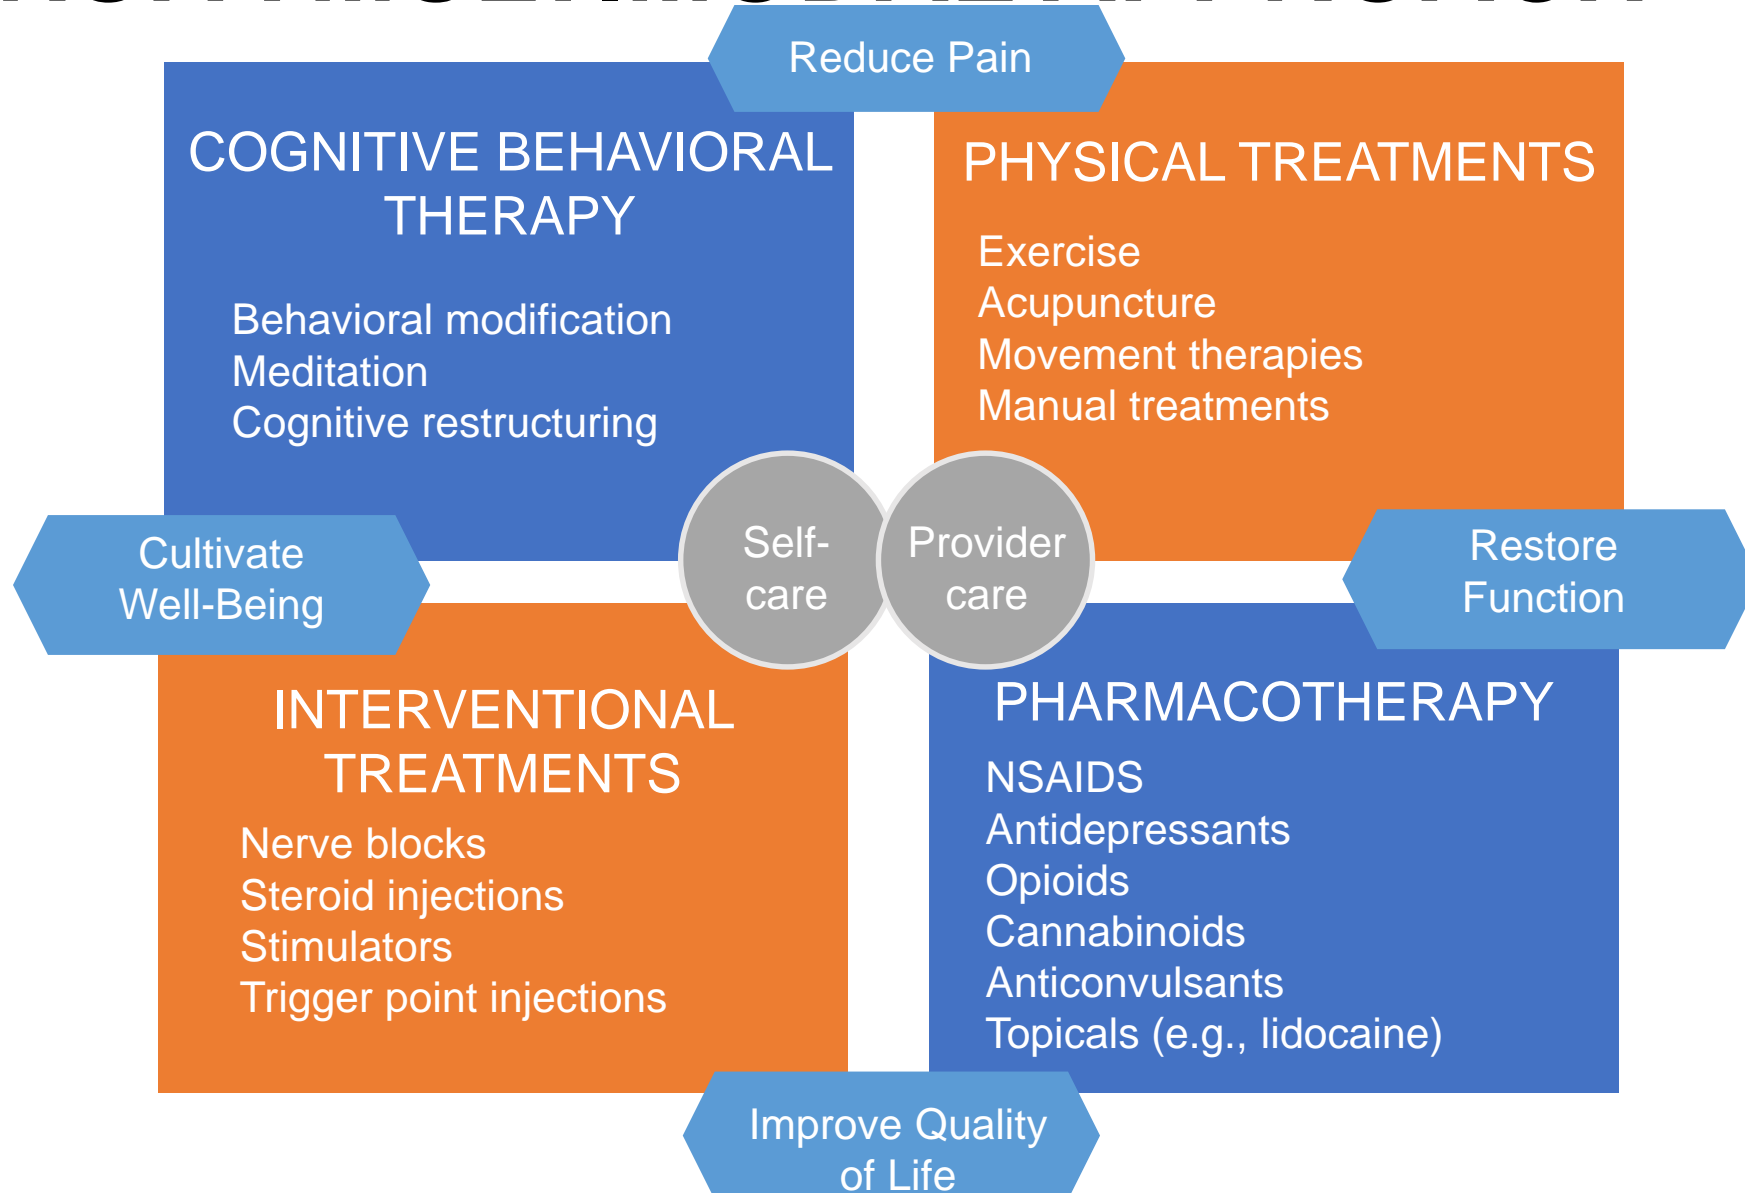 Reduce Pain
COGNITIVE BEHAVIORAL
THERAPY
Behavioral modification
Meditation
Cognitive restructuring
PHYSICAL TREATMENTS
Exercise
Acupuncture
Movement therapies
Manual treatments
Self-
care
Provider
care
Cultivate
Well-Being
Restore
Function
INTERVENTIONAL
TREATMENTS
Nerve blocks
Steroid injections
Stimulators
Trigger point injections
PHARMACOTHERAPY
NSAIDS
Antidepressants
Opioids
Cannabinoids
Anticonvulsants
Topicals (e.g., lidocaine)
Improve Quality
of Life